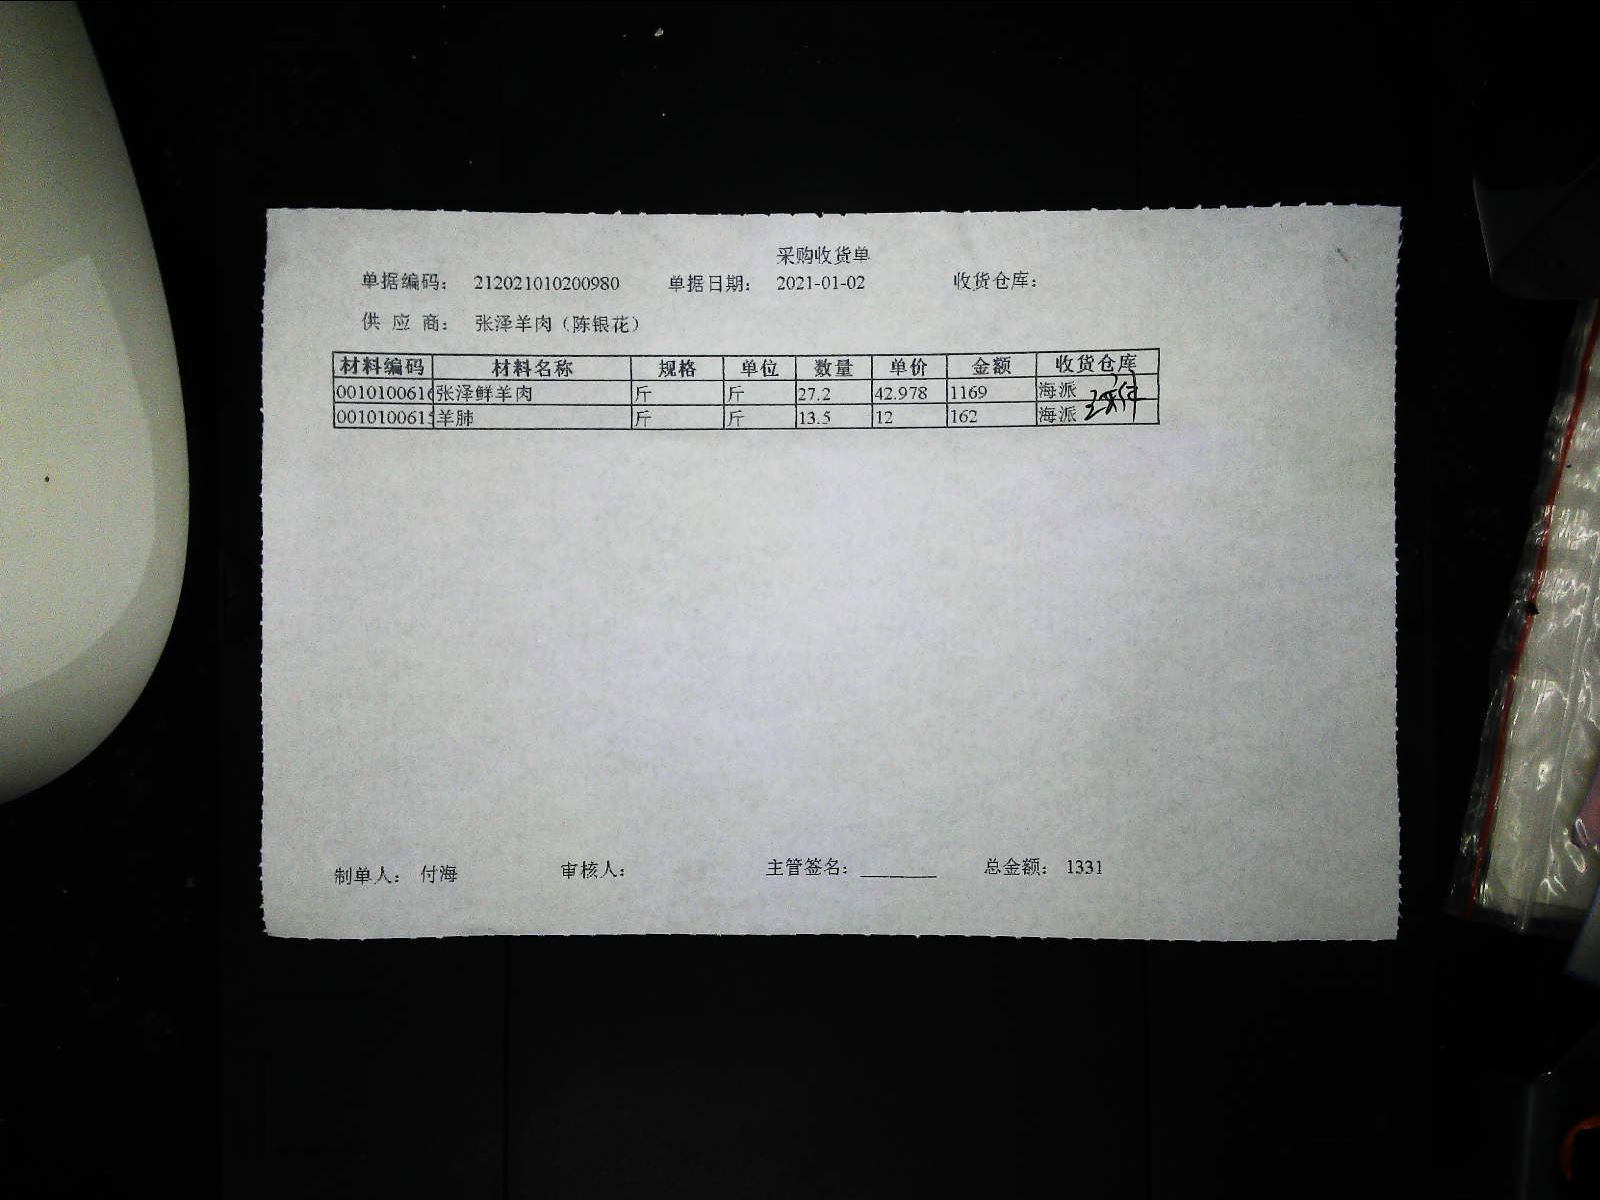 采购收货单
单据编码： 212021010200980 单据日期： 2021-01-02 收货仓库：
供 应 商： 张泽羊肉（陈银花）
材料编码 材料名称 规格 单位 数量 单价 金额 收货仓库
0010100616 张泽鲜羊肉 斤 斤 27.2 42.978 1169 海派
0010100615 羊肺 斤 斤 13.5 12 162 海派
制单人： 付海 审核人： 主管签名： ________ 总金额： 1331